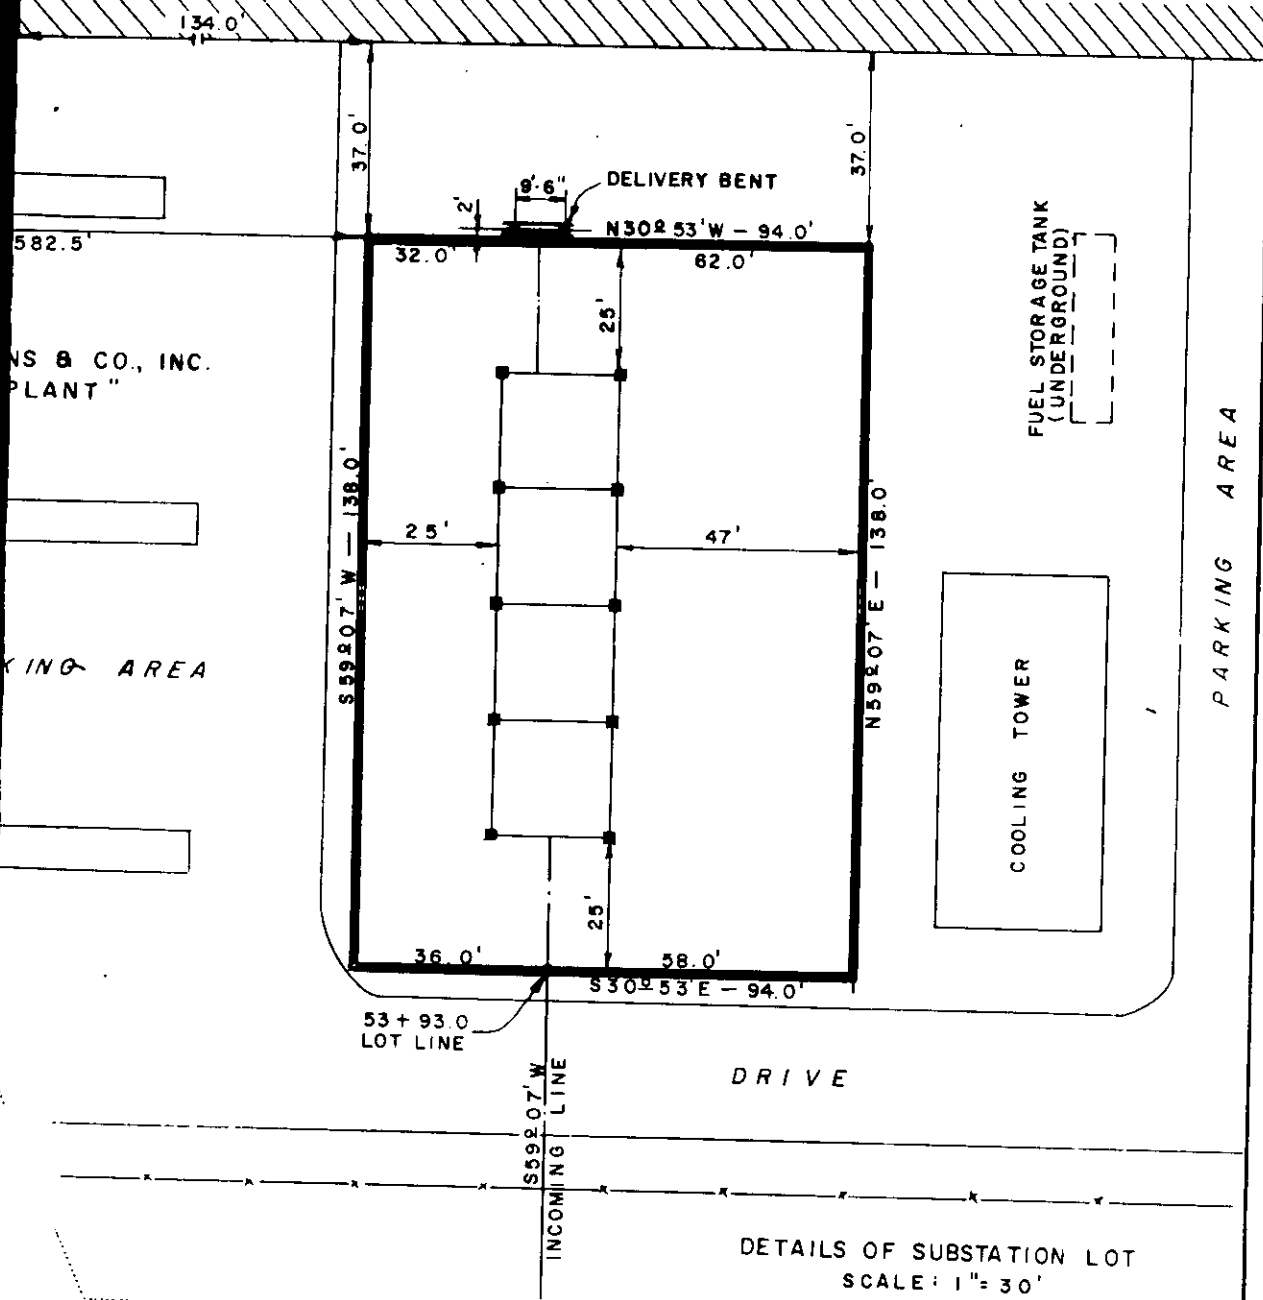 134.0'
37.0'
37.0'
9'-6"
DELIVERY BENT
2'
N30º53'W – 94.0'
582.5'
32.0'
62.0'
25'
FUEL STORAGE TANK
(UNDERGROUND)
NS & CO., INC.
PLANT"
PARKING AREA
S59º07'W — 138.0'
25'
47'
N59º07'E — 138.0'
KING AREA
COOLING TOWER
25'
36.0'
58.0'
S30º53'E – 94.0'
53 + 93.0
LOT LINE
DRIVE
S59º07'W
INCOMING LINE
DETAILS OF SUBSTATION LOT
SCALE: 1"= 30'